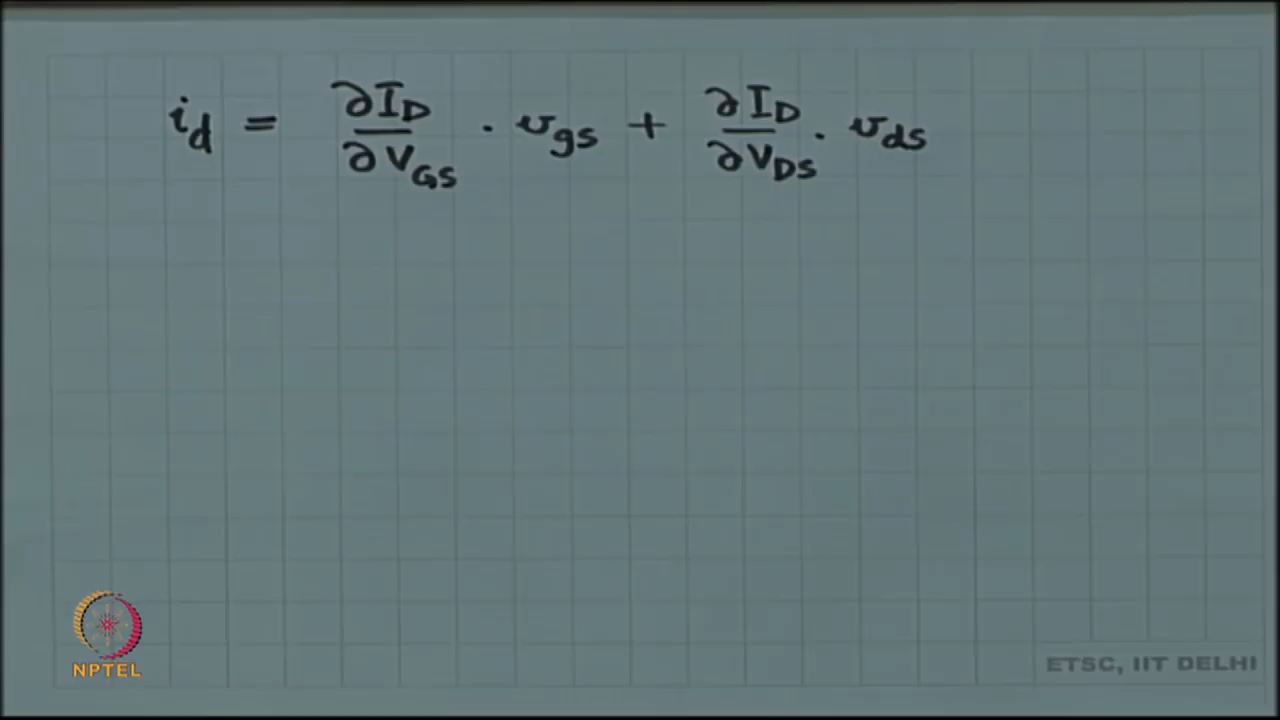 i_d = ∂I_D/∂V_GS · v_gs + ∂I_D/∂V_DS · v_ds
NPTEL
ETSC, IIT DELHI